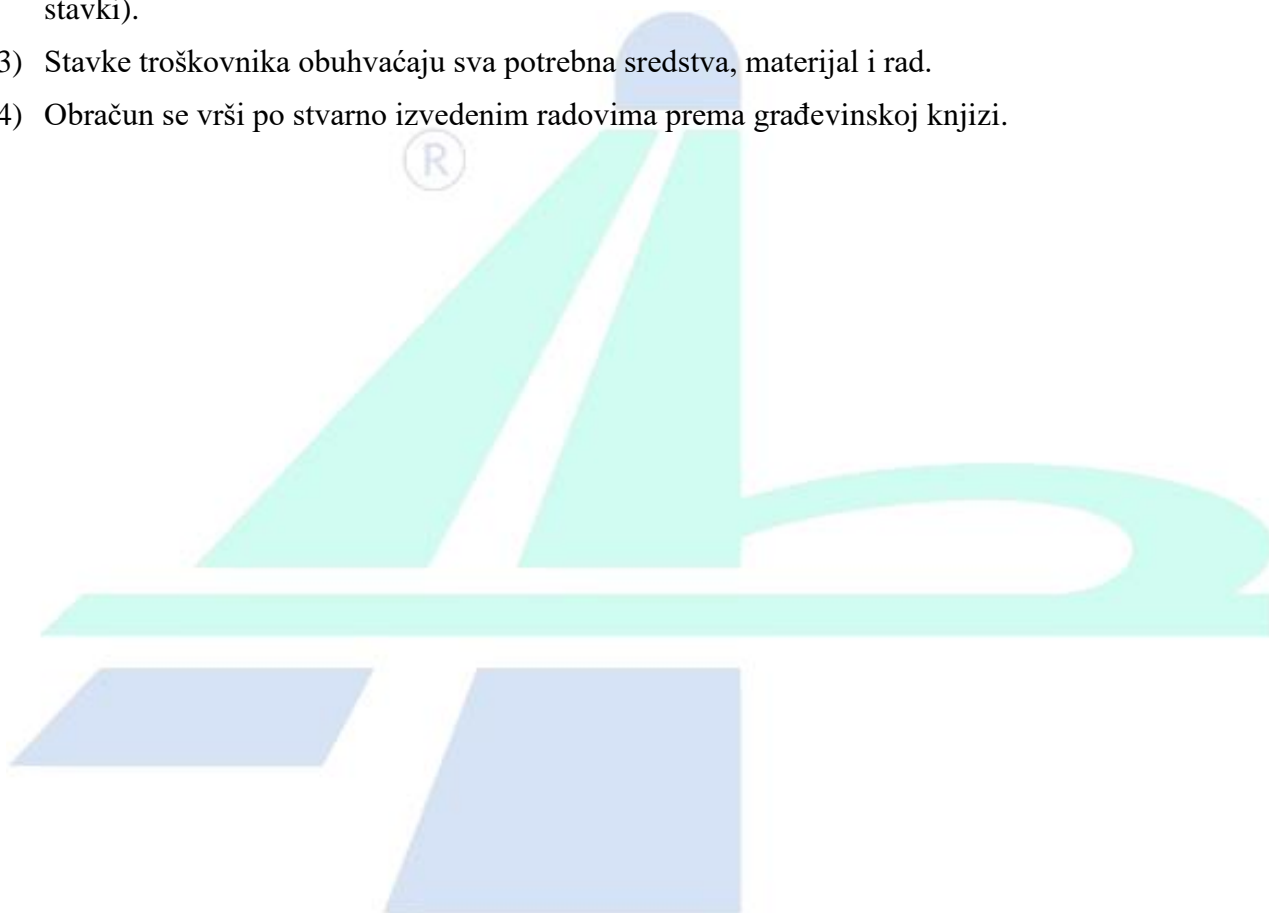 stavki).
3) Stavke troškovnika obuhvaćaju sva potrebna sredstva, materijal i rad.
4) Obračun se vrši po stvarno izvedenim radovima prema građevinskoj knjizi.
®